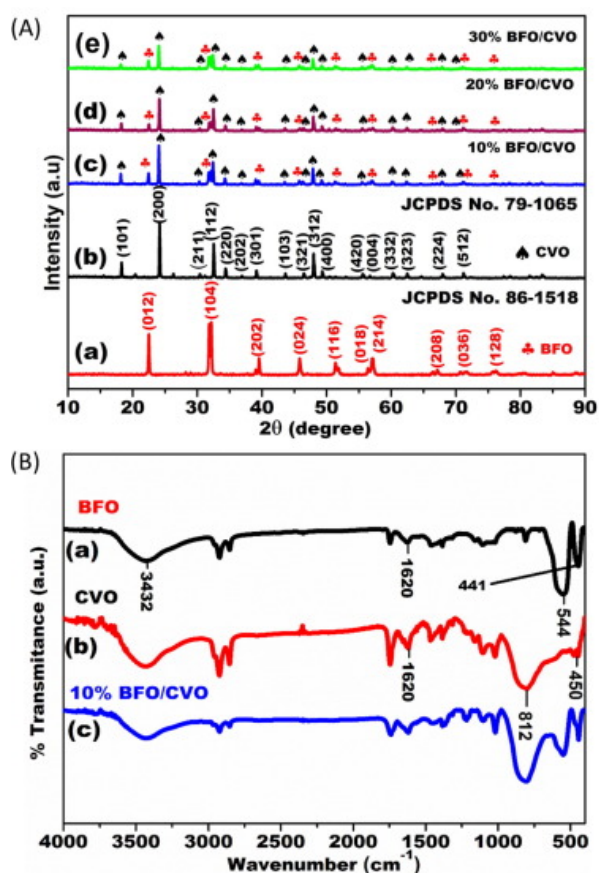 (A)
(e)
30% BFO/CVO
(d)
20% BFO/CVO
(c)
10% BFO/CVO
JCPDS No. 79-1065
(b)
(101)
(200)
(211)
(112)
(220)
(202)
(301)
(103)
(321)
(312)
(400)
(420)
(004)
(332)
(323)
(224)
(512)
♠ CVO
JCPDS No. 86-1518
(a)
(012)
(104)
(202)
(024)
(116)
(018)
(214)
(208)
(036)
(128)
♣ BFO
Intensity (a.u)
10 20 30 40 50 60 70 80 90
2θ (degree)
(B)
BFO
(a)
3432
1620
441
544
CVO
(b)
1620
812
450
10% BFO/CVO
(c)
% Transmitance (a.u.)
4000 3500 3000 2500 2000 1500 1000 500
Wavenumber (cm⁻¹)